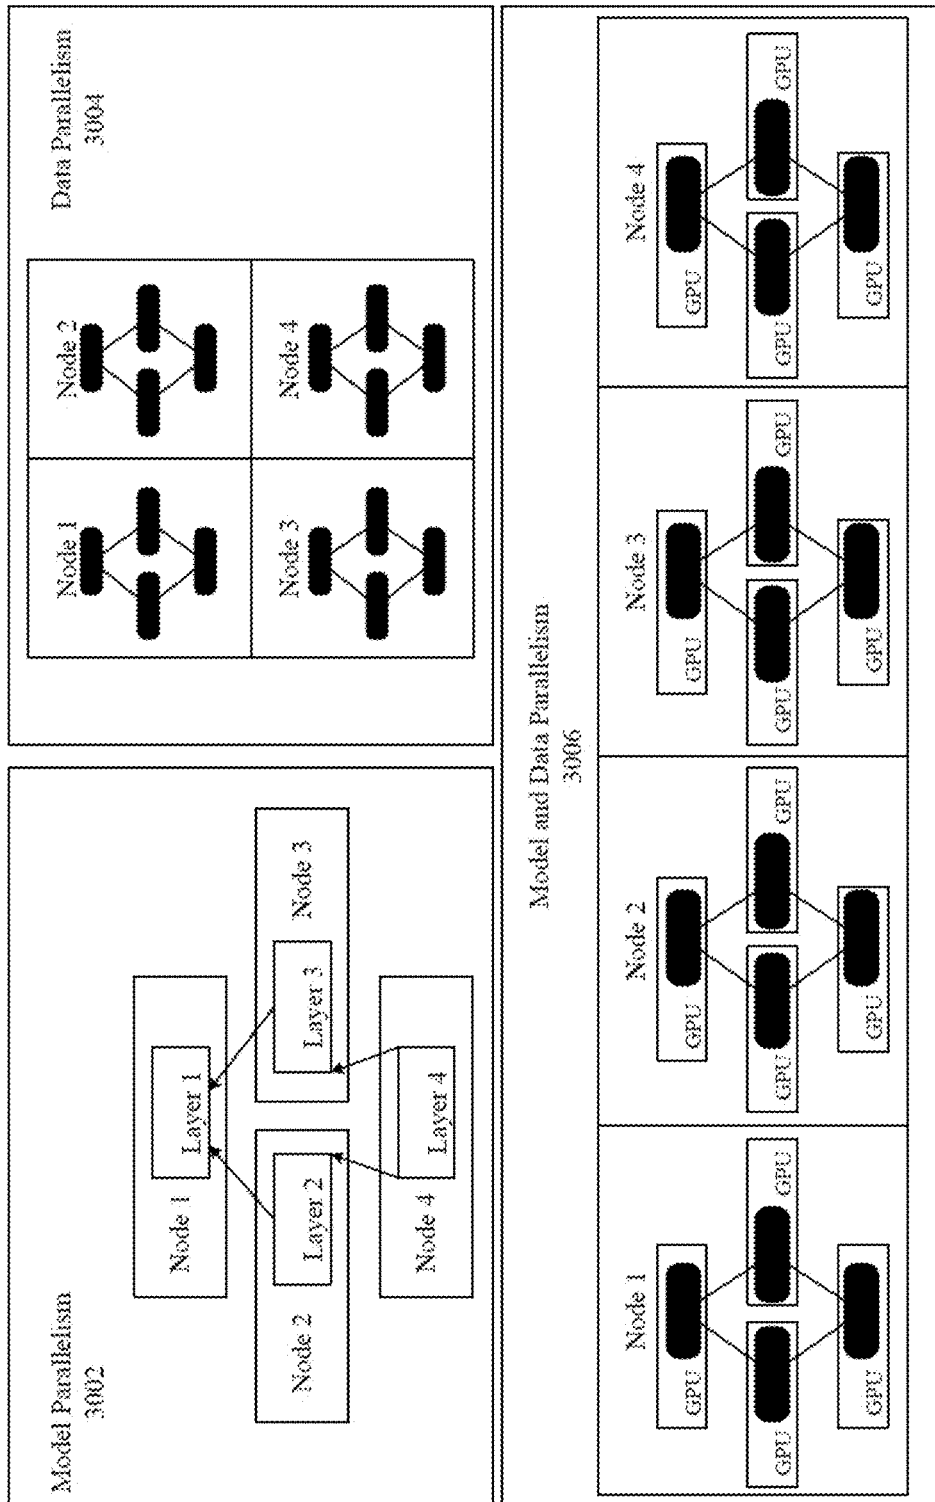 Model Parallelism
3002
Node 1
Layer 1
Node 2
Layer 2
Layer 3
Node 3
Node 4
Layer 4
Data Parallelism
3004
Node 1
Node 2
Node 3
Node 4
Model and Data Parallelism
3006
Node 1
GPU
GPU
GPU
GPU
Node 2
GPU
GPU
GPU
GPU
Node 3
GPU
GPU
GPU
GPU
Node 4
GPU
GPU
GPU
GPU